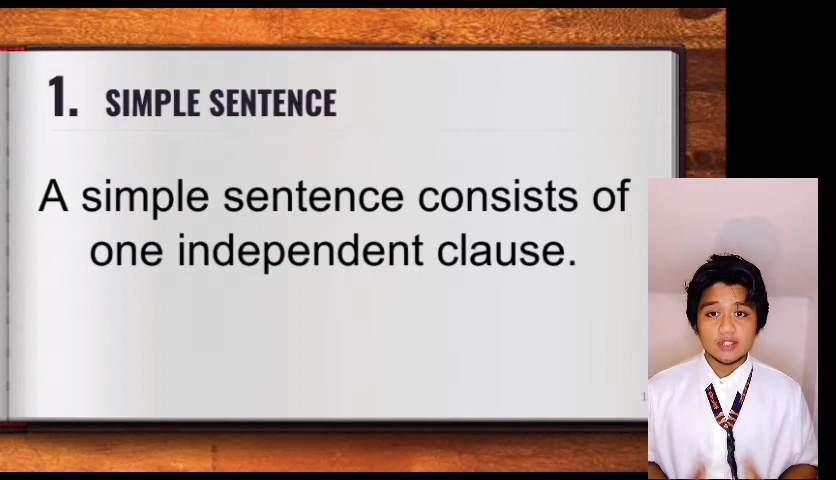 1. SIMPLE SENTENCE
A simple sentence consists of
one independent clause.